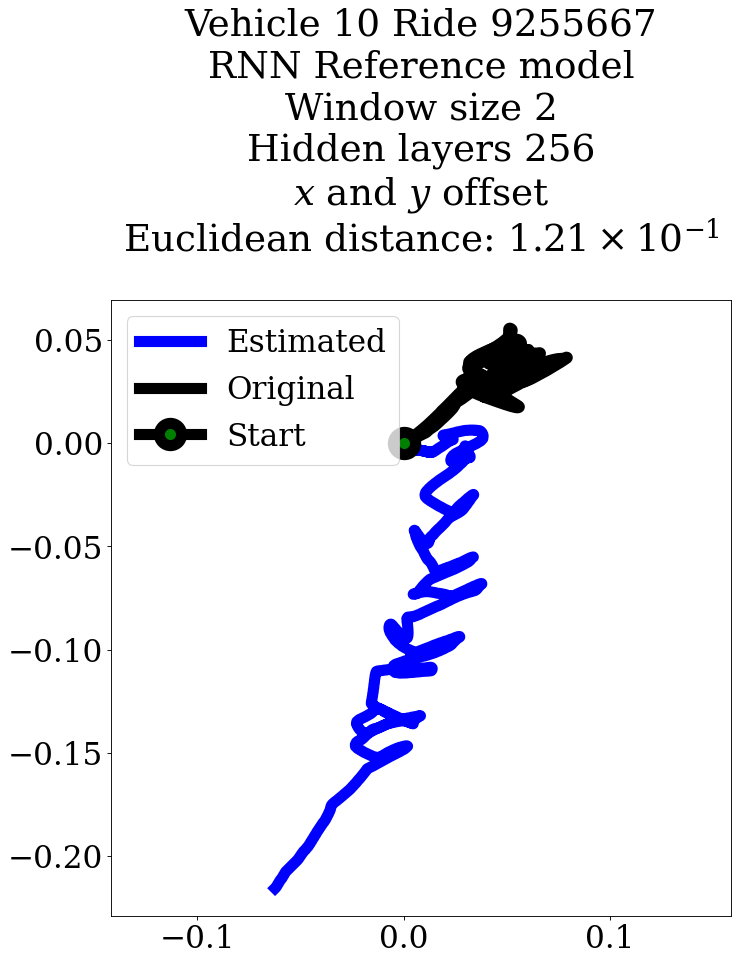 Vehicle 10 Ride 9255667
RNN Reference model
Window size 2
Hidden layers 256
x and y offset
Euclidean distance: 1.21 × 10⁻¹
Estimated
Original
Start
0.05
0.00
−0.05
−0.10
−0.15
−0.20
−0.1 0.0 0.1